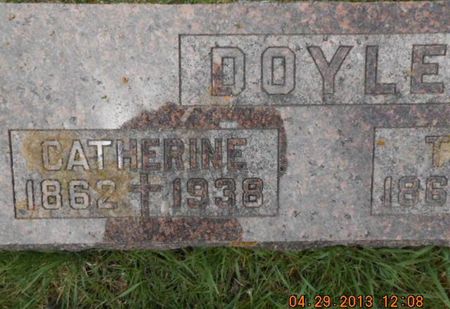 DOYLE
CATHERINE
1862 † 1938
T
186
04.29.2013 12:08